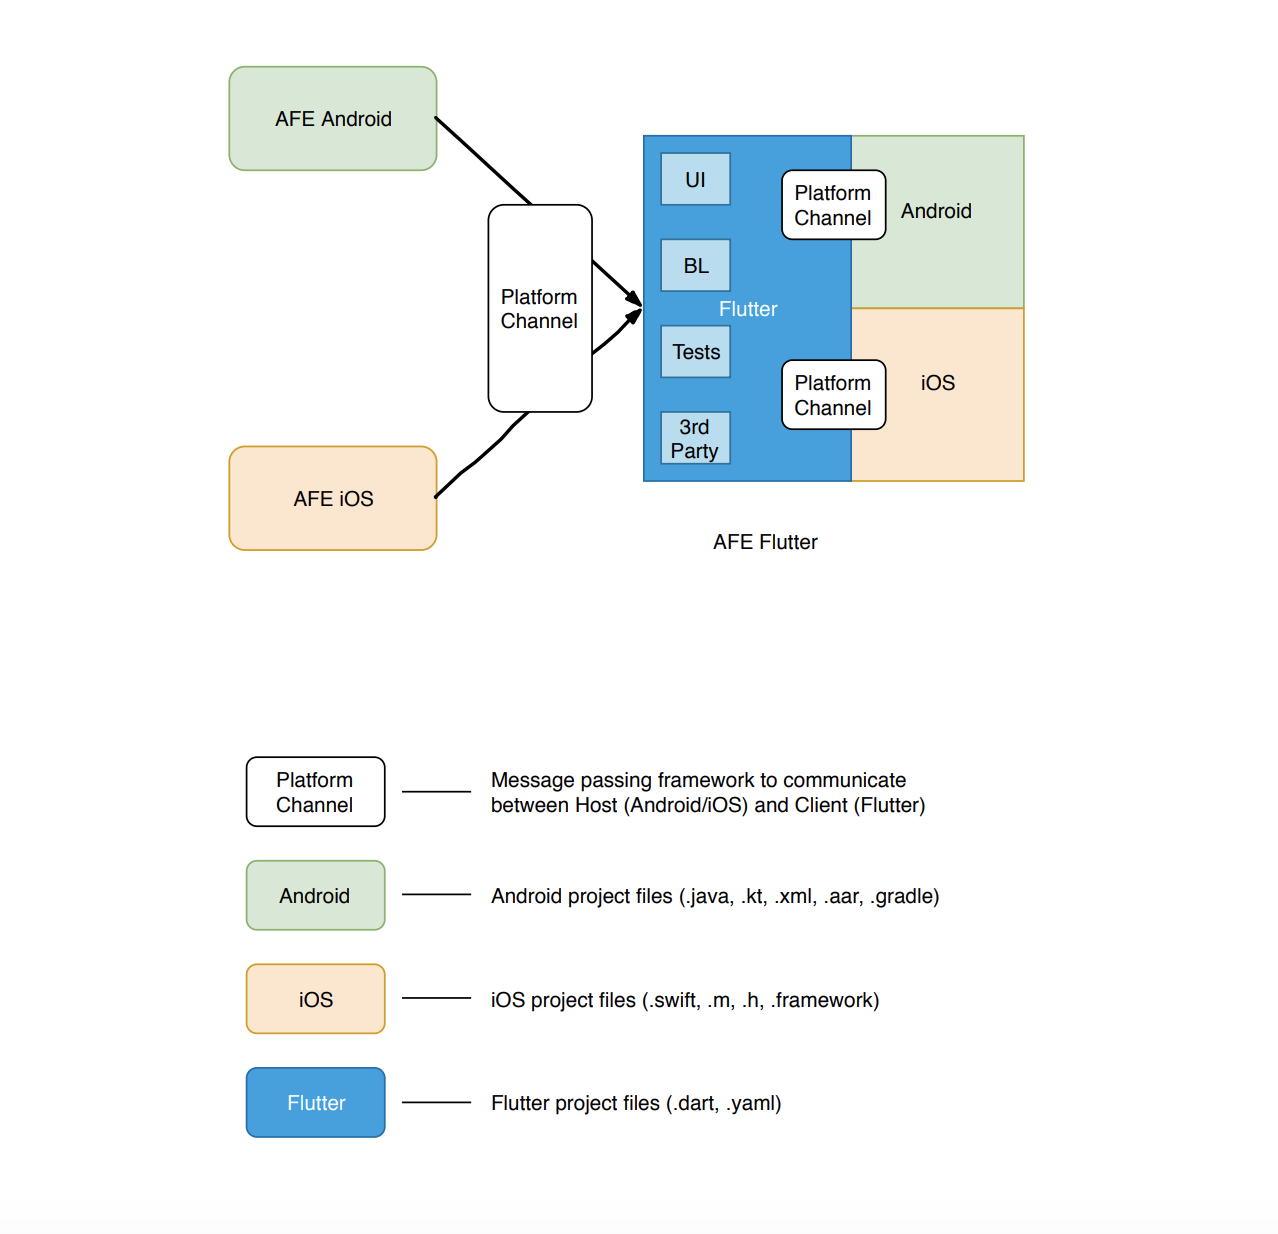 AFE Android
Platform
Channel
AFE iOS
UI
BL
Flutter
Tests
3rd
Party
Platform
Channel
Android
Platform
Channel
iOS
AFE Flutter
Platform
Channel
Message passing framework to communicate
between Host (Android/iOS) and Client (Flutter)
Android
Android project files (.java, .kt, .xml, .aar, .gradle)
iOS
iOS project files (.swift, .m, .h, .framework)
Flutter
Flutter project files (.dart, .yaml)